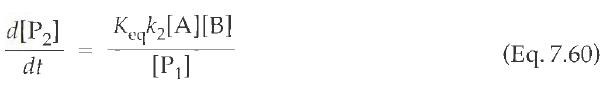 d[P₂]/dt = K_eq k₂[A][B]/[P₁] (Eq. 7.60)